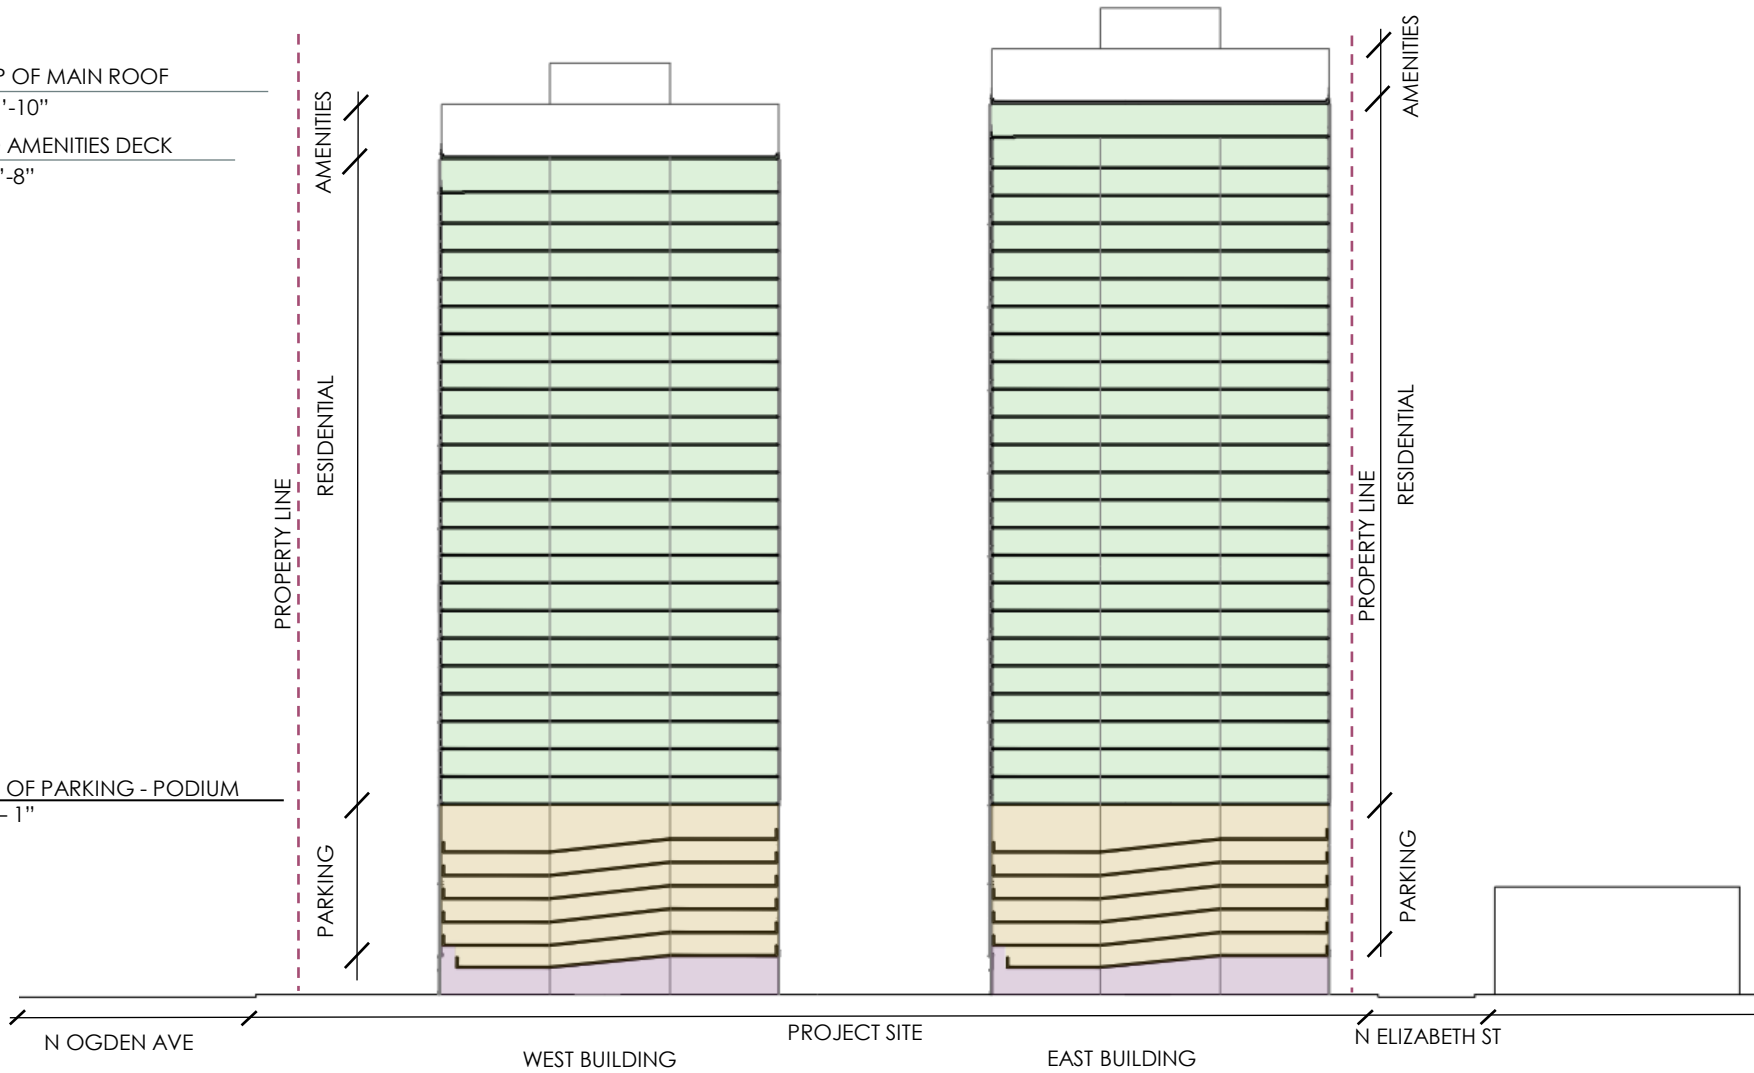 OF MAIN ROOF
'-10"
AMENITIES DECK
'-8"
AMENITIES
AMENITIES
RESIDENTIAL
RESIDENTIAL
PROPERTY LINE
PROPERTY LINE
OF PARKING - PODIUM
- 1"
PARKING
PARKING
N OGDEN AVE
PROJECT SITE
N ELIZABETH ST
WEST BUILDING
EAST BUILDING